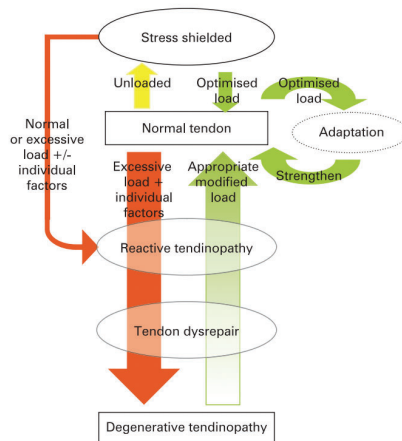 Stress shielded
Unloaded
Optimised
load
Optimised
load
Normal
or excessive
load +/-
individual
factors
Normal tendon
Adaptation
Excessive
load +
individual
factors
Appropriate
modified
load
Strengthen
Reactive tendinopathy
Tendon dysrepair
Degenerative tendinopathy